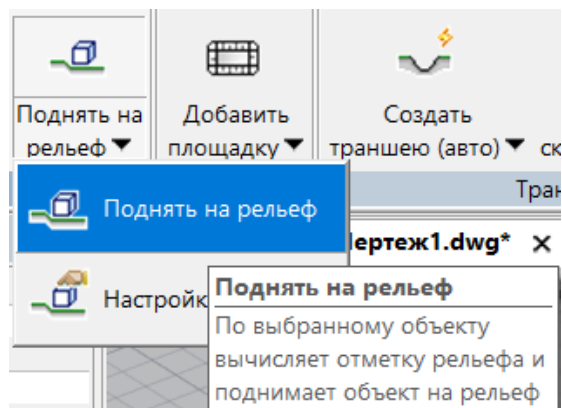 Поднять на рельеф ▼
Добавить площадку ▼
Создать траншею (авто) ▼
ск
Тран
Поднять на рельеф
Чертеж1.dwg* ×
Настройк
Поднять на рельеф
По выбранному объекту
вычисляет отметку рельефа и
поднимает объект на рельеф